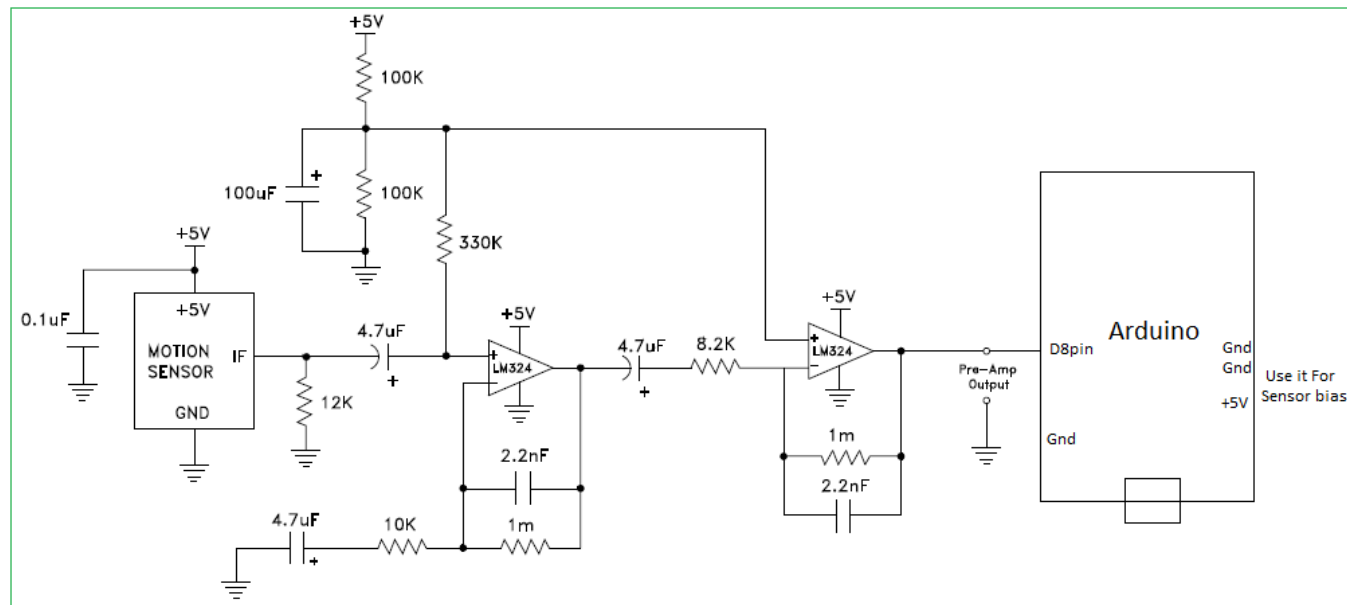 +5V
100K
100uF
+
100K
330K
+5V
0.1uF
+5V
MOTION
SENSOR
IF
GND
12K
4.7uF
+
+5V
+
LM324
-
4.7uF
+
8.2K
+5V
+
LM324
-
1m
2.2nF
2.2nF
1m
10K
4.7uF
+
Pre-Amp
Output
Arduino
D8pin
Gnd
Gnd
Gnd
+5V
Use it For
Sensor bias